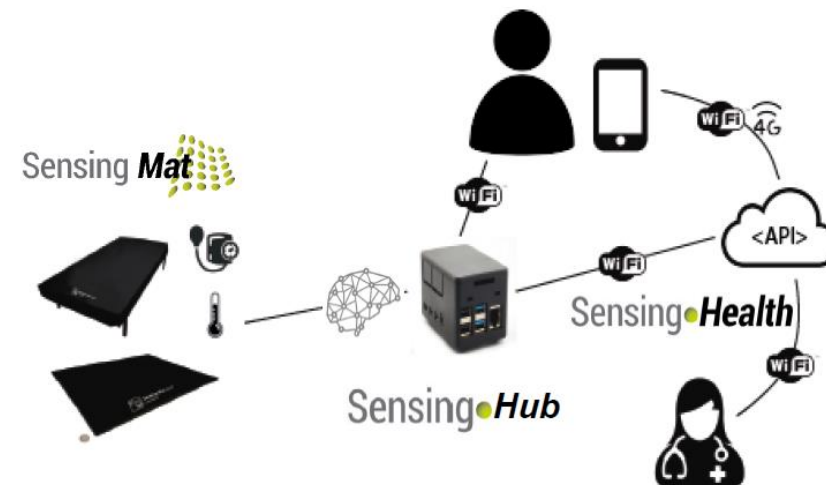 WiFi 4G
Sensing Mat
WiFi
<API>
WiFi
Sensing Health
WiFi
Sensing Hub